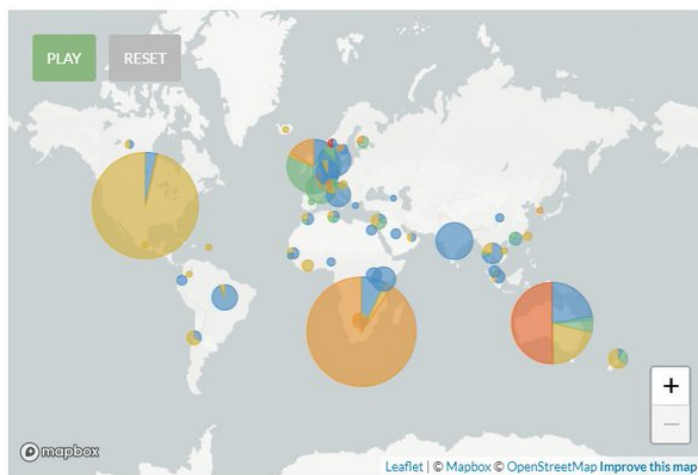 PLAY RESET
+
−
mapbox
Leaflet | © Mapbox © OpenStreetMap Improve this map